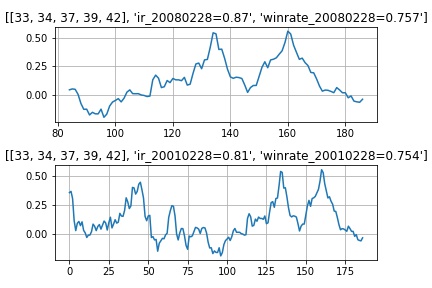 [[33, 34, 37, 39, 42], 'ir_20080228=0.87', 'winrate_20080228=0.757']
0.50
0.25
0.00
80 100 120 140 160 180
[[33, 34, 37, 39, 42], 'ir_20010228=0.81', 'winrate_20010228=0.754']
0.50
0.25
0.00
0 25 50 75 100 125 150 175